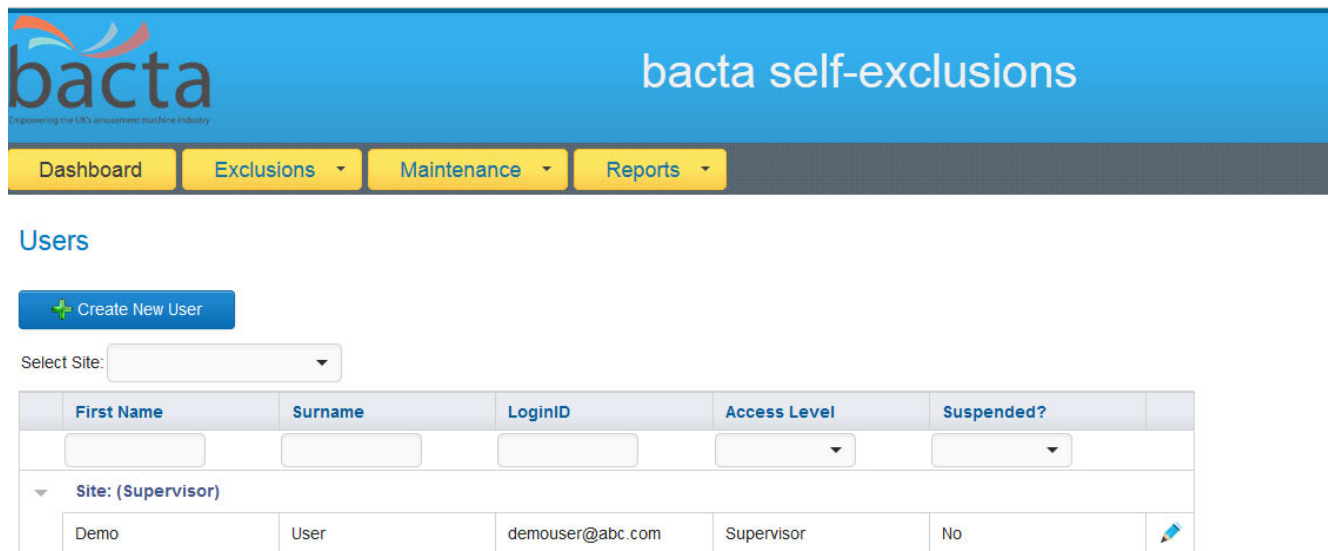 bacta
Empowering the UK's amusement machine industry
bacta self-exclusions
Dashboard Exclusions Maintenance Reports
Users
Create New User
Select Site:
First Name Surname LoginID Access Level Suspended?
Site: (Supervisor)
Demo User demouser@abc.com Supervisor No